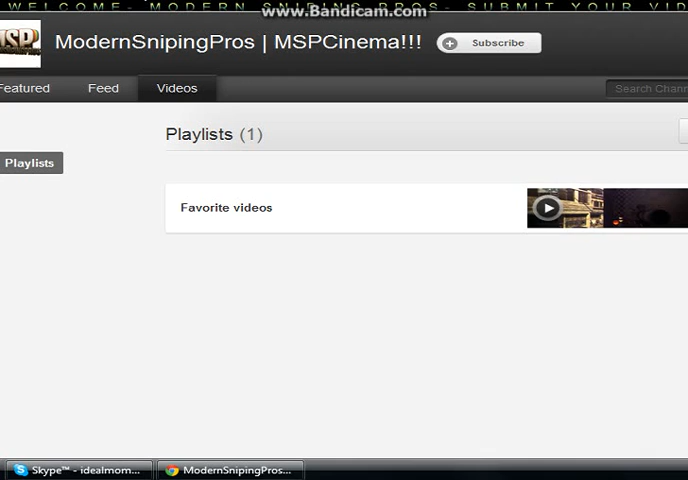 WELCOME- MODERN SNIPING PROS- SUBMIT YOUR VID
www.Bandicam.com
MSP
ModernSnipingPros | MSPCinema!!!
Subscribe
Featured Feed Videos
Search Chann
Playlists (1)
Playlists
Favorite videos
Skype™ - idealmom...
ModernSnipingPros...